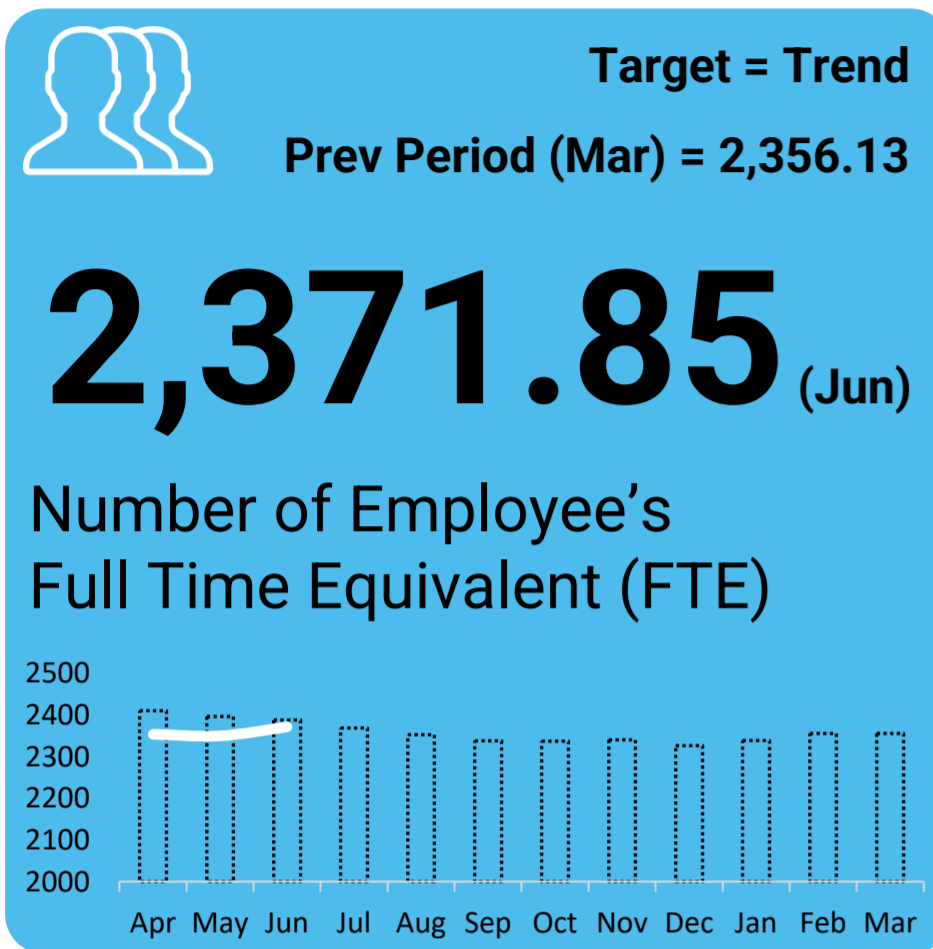 Target = Trend
Prev Period (Mar) = 2,356.13
2,371.85 (Jun)
Number of Employee’s
Full Time Equivalent (FTE)
2500
2400
2300
2200
2100
2000
Apr May Jun Jul Aug Sep Oct Nov Dec Jan Feb Mar